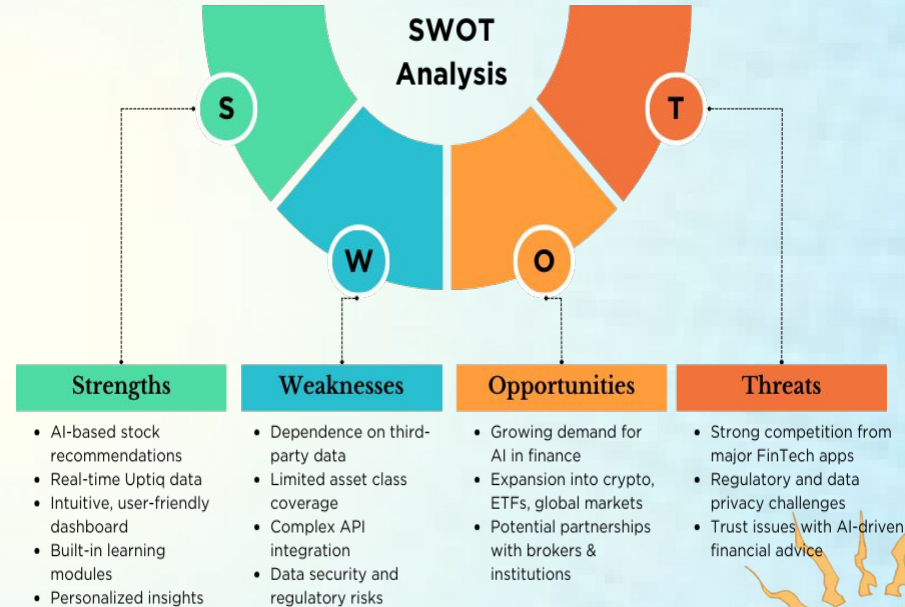 SWOT
Analysis
S
T
W
O
Strengths
• AI-based stock
recommendations
• Real-time Uptiq data
• Intuitive, user-friendly
dashboard
• Built-in learning
modules
• Personalized insights
Weaknesses
• Dependence on third-
party data
• Limited asset class
coverage
• Complex API
integration
• Data security and
regulatory risks
Opportunities
• Growing demand for
AI in finance
• Expansion into crypto,
ETFs, global markets
• Potential partnerships
with brokers &
institutions
Threats
• Strong competition from
major FinTech apps
• Regulatory and data
privacy challenges
• Trust issues with AI-driven
financial advice